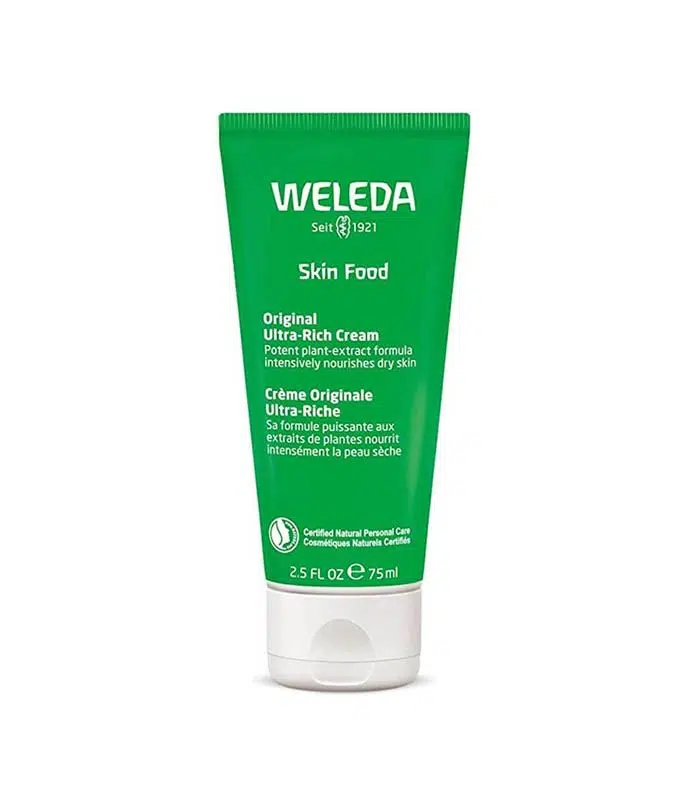 WELEDA
Seit 1921
Skin Food
Original
Ultra-Rich Cream
Potent plant-extract formula
intensively nourishes dry skin
Crème Originale
Ultra-Riche
Sa formule puissante aux
extraits de plantes nourrit
intensément la peau sèche
Certified Natural Personal Care
Cosmétiques Naturels Certifiés
2.5 FL OZ ℮ 75 ml